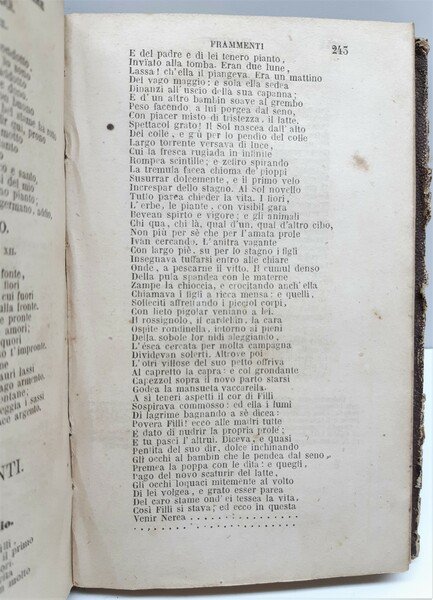 FRAMMENTI 245
E del padre e di lei tenero pianto,
Inviato alla tomba. Eran due lune,
Lassa! ch'ella il piangeva. Era un mattino
Del vago maggio; e sola ella sedea
Dinanzi all'uscio della sua capanna;
E d'un altro bambin soave al grembo
Peso facendo a lui porgea dal seno,
Con piacer misto di tristezza, il latte.
Spettacol grato! Il Sol nascea dall'alto
Del colle, e giù per lo pendìo del colle
Largo torrente versava di luce,
Cui la fresca rugiada in infinite
Rompea scintille; e zefiro spirando
La tremula facea chioma de' pioppi
Susurrar dolcemente, e il primo velo
Increspar dello stagno. Al Sol novello
Tutto parea chieder la vita. I fiori,
L'erbe, le piante, con visibil gara
Bevean spirto e vigore; e gli animali
Chi qua, chi là, qual d'un, qual d'altro cibo,
Non più per sè che per l'amata prole
Ivan cercando. L'anitra vagante
Con largo piè, su per lo stagno i figli
Insegnava tuffarsi entro alle chiare
Onde, a pescarne il vitto. Il cumul denso
Della pula spandea con le materne
Zampe la chioccia, e crocitando anch'ella
Chiamava i figli a ricca mensa; e quelli,
Solleciti affrettando i piccjol corpi,
Con lieto pigolar veniano a lei.
Il rossignolo, il cardellin, la cara
Ospite rondinella, intorno ai pieni
Della sobole lor nidi aleggiando,
L'ésca cercata per molta campagna
Dividevan solerti. Altrove poi
L'otri villose del suo petto offriva
Al capretto la capra: e col grondante
Capezzol sopra il novo parto starsi
Godea la mansueta vaccarella.
A sì teneri aspetti il cor di Filli
Sospirava commosso: ed ella i lumi
Di lagrime bagnando a sè dicea:
Povera Filli! ecco alle madri tutte
E dato di nudrir la propria prole;
E tu pasci l'altrui. Diceva, e quasi
Pentita del suo dir, dolce inchinando
Gli occhi al bambin che le pendea dal seno,
Premea la poppa con le dita: e quegli,
Pago del novo scaturir del latte,
Gli occhi loquaci mitemente al volto
Di lei volgea, e grato esser parea
Del caro stame ond'ei tessea la vita.
Così Filli si stava; ed ecco in questa
Venir Nerea . . . . . . . . . . . . .
. . . . . . . . . . . . . . . . . . .